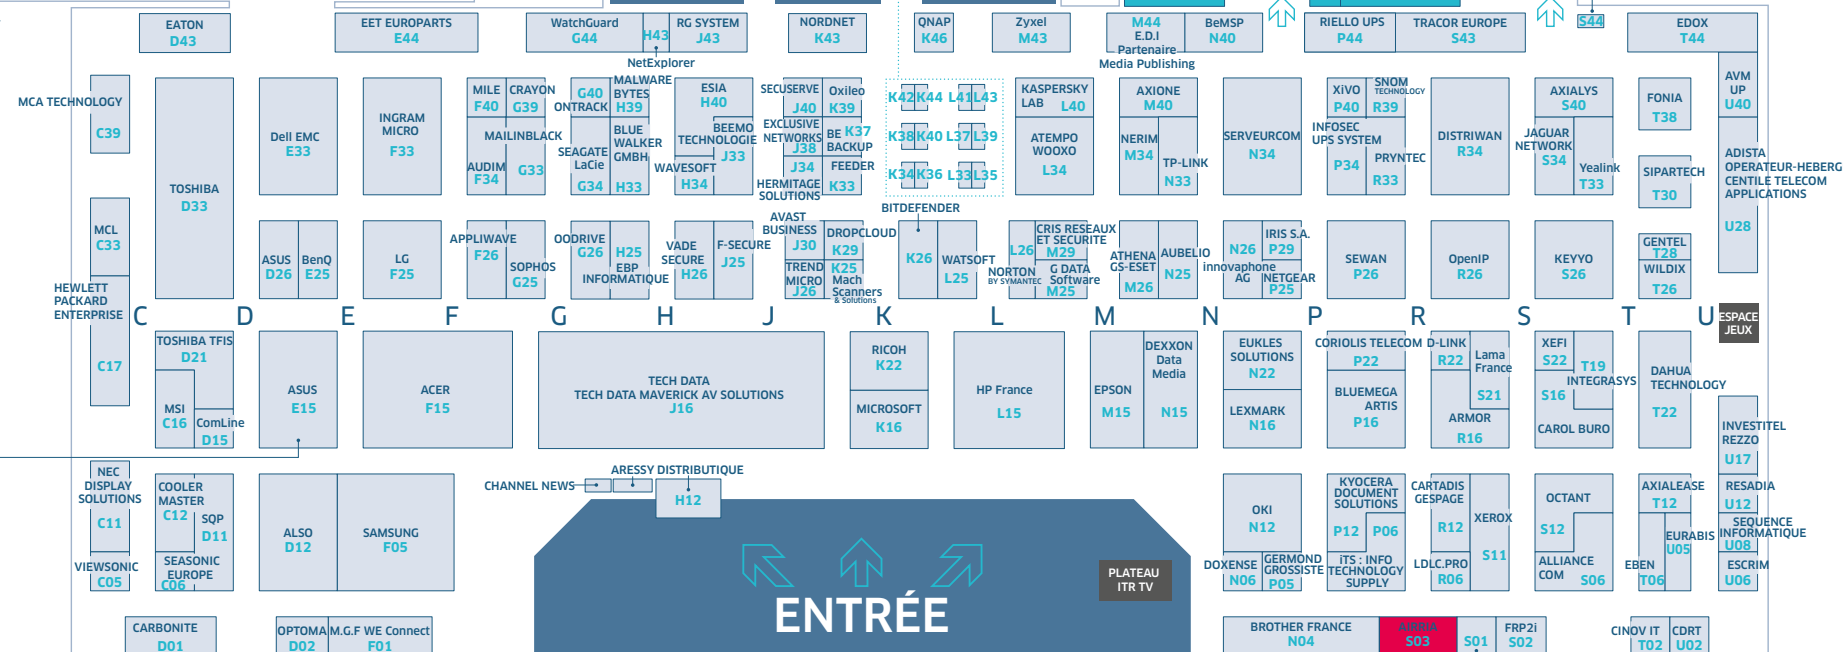 EATON
D43
EET EUROPARTS
E44
WatchGuard
G44
H43
RG SYSTEM
J43
NetExplorer
NORDNET
K43
QNAP
K46
Zyxel
M43
M44
E.D.I
Partenaire
Media Publishing
BeMSP
N40
RIELLO UPS
P44
TRACOR EUROPE
S43
S44
EDOX
T44
MCA TECHNOLOGY
C39
TOSHIBA
D33
Dell EMC
E33
INGRAM
MICRO
F33
MILE
F40
CRAYON
G39
MAILINBLACK
G33
AUDIM
F34
G40
ONTRACK
MALWARE
BYTES
H39
SEAGATE
LaCie
G34
BLUE
WALKER
GMBH
H33
ESIA
H40
BEEMO
TECHNOLOGIE
J33
WAVESOFT
H34
SECUSERVE
J40
Oxileo
K39
EXCLUSIVE
NETWORKS
J38
BE
BACKUP
K37
J34
HERMITAGE
SOLUTIONS
FEEDER
K33
K42
K44
L41
L43
K38
K40
L37
L39
K34
K36
L33
L35
KASPERSKY
LAB
L40
ATEMPO
WOOXO
L34
AXIONE
M40
NERIM
M34
TP-LINK
N33
SERVEURCOM
N34
XiVO
P40
SNOM
TECHNOLOGY
R39
INFOSEC
UPS SYSTEM
P34
PRYNTEC
R33
DISTRIWAN
R34
AXIALYS
S40
JAGUAR
NETWORK
S34
Yealink
T33
FONIA
T38
SIPARTECH
T30
AVM
UP
U40
ADISTA
OPERATEUR-HEBERG
CENTILE TELECOM
APPLICATIONS
U28
MCL
C33
HEWLETT
PACKARD
ENTERPRISE
C17
ASUS
D26
BenQ
E25
LG
F25
APPLIWAVE
F26
SOPHOS
G25
OODRIVE
G26
H25
EBP
INFORMATIQUE
VADE
SECURE
H26
F-SECURE
J25
AVAST
BUSINESS
J30
DROPCLOUD
K29
TREND
MICRO
J26
K25
Mach
Scanners
& Solutions
BITDEFENDER
K26
WATSOFT
L25
L26
NORTON
BY SYMANTEC
CRIS RESEAUX
ET SECURITE
M29
G DATA
Software
M25
ATHENA
GS-ESET
M26
AUBELIO
N25
N26
innovaphone
AG
IRIS S.A.
P29
NETGEAR
P25
SEWAN
P26
OpenIP
R26
KEYYO
S26
GENTEL
T28
WILDIX
T26
C D E F G H J K L M N P R S T U
ESPACE
JEUX
TOSHIBA TFIS
D21
MSI
C16
ComLine
D15
ASUS
E15
ACER
F15
TECH DATA
TECH DATA MAVERICK AV SOLUTIONS
J16
RICOH
K22
MICROSOFT
K16
HP France
L15
EPSON
M15
DEXXON
Data
Media
N15
EUKLES
SOLUTIONS
N22
LEXMARK
N16
CORIOLIS TELECOM
P22
BLUEMEGA
ARTIS
P16
D-LINK
R22
Lama
France
S21
ARMOR
R16
XEFI
S22
T19
INTEGRASYS
S16
CAROL BURO
DAHUA
TECHNOLOGY
T22
INVESTITEL
REZZO
U17
NEC
DISPLAY
SOLUTIONS
C11
VIEWSONIC
C05
COOLER
MASTER
C12
SQP
D11
SEASONIC
EUROPE
C06
ALSO
D12
SAMSUNG
F05
CHANNEL NEWS
ARESSY DISTRIBUTIQUE
H12
ENTRÉE
PLATEAU
ITR TV
OKI
N12
DOXENSE
N06
GERMOND
GROSSISTE
P05
KYOCERA
DOCUMENT
SOLUTIONS
P12
P06
iTS : INFO
TECHNOLOGY
SUPPLY
CARTADIS
GESPAGE
R12
XEROX
S11
LDLC.PRO
R06
OCTANT
S12
ALLIANCE
COM
S06
AXIALEASE
T12
EURABIS
U05
EBEN
T06
RESADIA
U12
SEQUENCE
INFORMATIQUE
U08
ESCRIM
U06
CARBONITE
D01
OPTOMA
D02
M.G.F WE Connect
F01
BROTHER FRANCE
N04
AIRRIA
S03
S01
FRP2i
S02
CINOV IT
T02
CDRT
U02